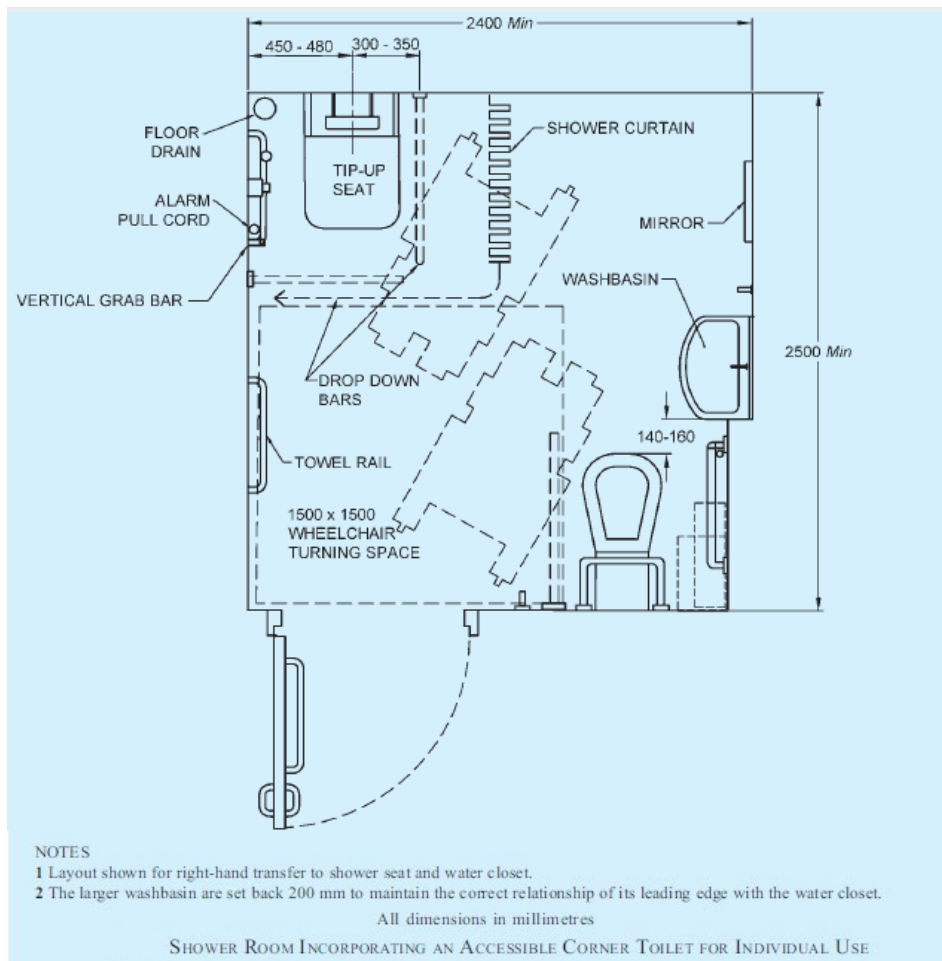 2400 Min
450 - 480
300 - 350
FLOOR
DRAIN
SHOWER CURTAIN
TIP-UP
SEAT
ALARM
PULL CORD
MIRROR
WASHBASIN
VERTICAL GRAB BAR
2500 Min
DROP DOWN
BARS
140-160
TOWEL RAIL
1500 x 1500
WHEELCHAIR
TURNING SPACE
NOTES
1 Layout shown for right-hand transfer to shower seat and water closet.
2 The larger washbasin are set back 200 mm to maintain the correct relationship of its leading edge with the water closet.
All dimensions in millimetres
SHOWER ROOM INCORPORATING AN ACCESSIBLE CORNER TOILET FOR INDIVIDUAL USE